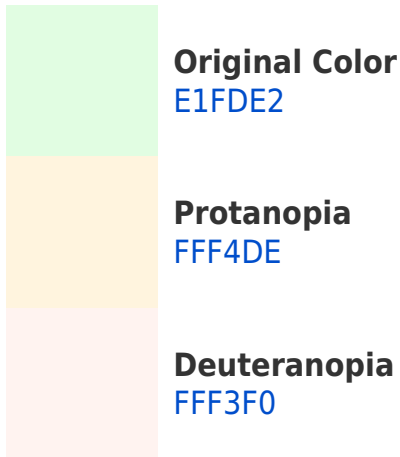 Original Color
E1FDE2
Protanopia
FFF4DE
Deuteranopia
FFF3F0